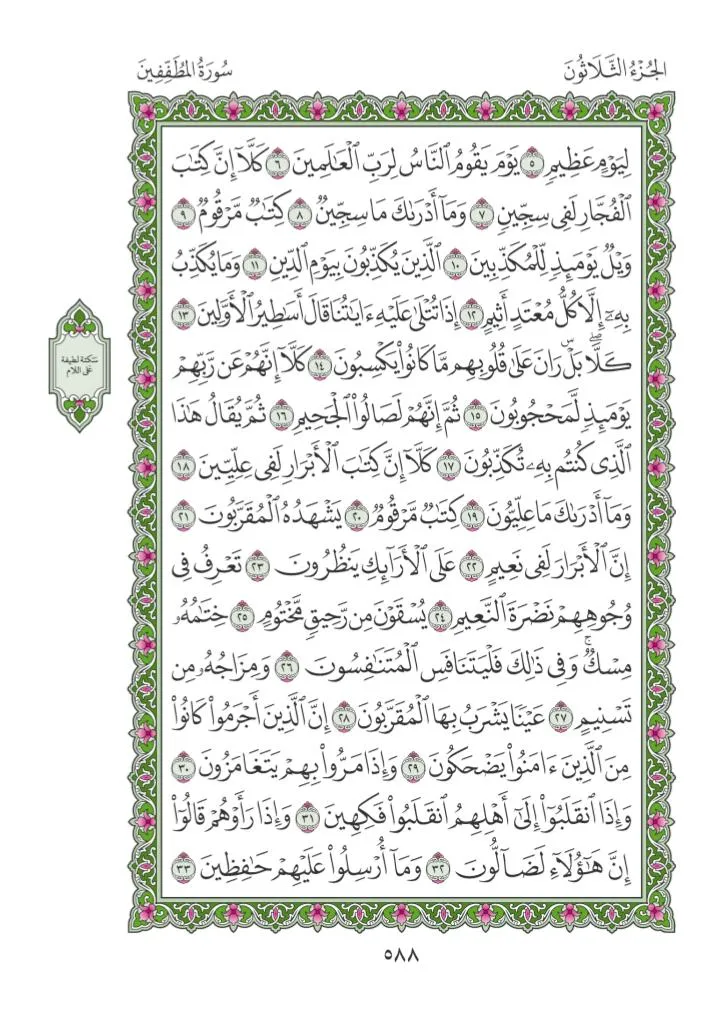 الجُزْءُ الثَّلَاثُونَ
سُورَةُ المُطَفِّفِينَ
لِيَوْمٍ عَظِيمٍ ٥ يَوْمَ يَقُومُ ٱلنَّاسُ لِرَبِّ ٱلْعَٰلَمِينَ ٦ كَلَّآ إِنَّ كِتَٰبَ
ٱلْفُجَّارِ لَفِى سِجِّينٍ ٧ وَمَآ أَدْرَىٰكَ مَا سِجِّينٌ ٨ كِتَٰبٌ مَّرْقُومٌ ٩
وَيْلٌ يَوْمَئِذٍ لِّلْمُكَذِّبِينَ ١٠ ٱلَّذِينَ يُكَذِّبُونَ بِيَوْمِ ٱلدِّينِ ١١ وَمَا يُكَذِّبُ
بِهِۦٓ إِلَّا كُلُّ مُعْتَدٍ أَثِيمٍ ١٢ إِذَا تُتْلَىٰ عَلَيْهِ ءَايَٰتُنَا قَالَ أَسَٰطِيرُ ٱلْأَوَّلِينَ ١٣
كَلَّاۖ بَلْۜ رَانَ عَلَىٰ قُلُوبِهِم مَّا كَانُوا۟ يَكْسِبُونَ ١٤ كَلَّآ إِنَّهُمْ عَن رَّبِّهِمْ
يَوْمَئِذٍ لَّمَحْجُوبُونَ ١٥ ثُمَّ إِنَّهُمْ لَصَالُوا۟ ٱلْجَحِيمِ ١٦ ثُمَّ يُقَالُ هَٰذَا
ٱلَّذِى كُنتُم بِهِۦ تُكَذِّبُونَ ١٧ كَلَّآ إِنَّ كِتَٰبَ ٱلْأَبْرَارِ لَفِى عِلِّيِّينَ ١٨
وَمَآ أَدْرَىٰكَ مَا عِلِّيُّونَ ١٩ كِتَٰبٌ مَّرْقُومٌ ٢٠ يَشْهَدُهُ ٱلْمُقَرَّبُونَ ٢١
إِنَّ ٱلْأَبْرَارَ لَفِى نَعِيمٍ ٢٢ عَلَى ٱلْأَرَآئِكِ يَنظُرُونَ ٢٣ تَعْرِفُ فِى
وُجُوهِهِمْ نَضْرَةَ ٱلنَّعِيمِ ٢٤ يُسْقَوْنَ مِن رَّحِيقٍ مَّخْتُومٍ ٢٥ خِتَٰمُهُۥ
مِسْكٌۚ وَفِى ذَٰلِكَ فَلْيَتَنَافَسِ ٱلْمُتَنَٰفِسُونَ ٢٦ وَمِزَاجُهُۥ مِن
تَسْنِيمٍ ٢٧ عَيْنًا يَشْرَبُ بِهَا ٱلْمُقَرَّبُونَ ٢٨ إِنَّ ٱلَّذِينَ أَجْرَمُوا۟ كَانُوا۟
مِنَ ٱلَّذِينَ ءَامَنُوا۟ يَضْحَكُونَ ٢٩ وَإِذَا مَرُّوا۟ بِهِمْ يَتَغَامَزُونَ ٣٠
وَإِذَا ٱنقَلَبُوٓا۟ إِلَىٰٓ أَهْلِهِمُ ٱنقَلَبُوا۟ فَكِهِينَ ٣١ وَإِذَا رَأَوْهُمْ قَالُوٓا۟
إِنَّ هَٰٓؤُلَآءِ لَضَآلُّونَ ٣٢ وَمَآ أُرْسِلُوا۟ عَلَيْهِمْ حَٰفِظِينَ ٣٣
سَكتة لطيفة
عَلى اللام
٥٨٨